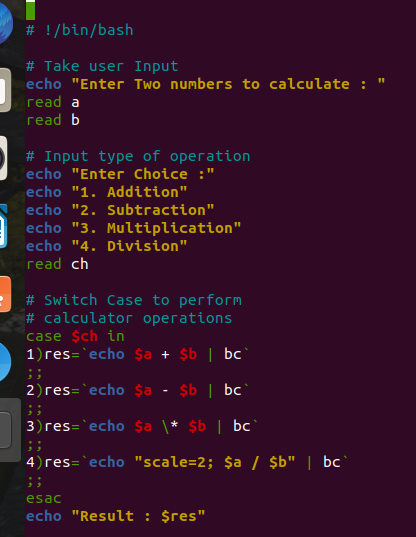 # !/bin/bash
# Take user Input
echo "Enter Two numbers to calculate : "
read a
read b
# Input type of operation
echo "Enter Choice :"
echo "1. Addition"
echo "2. Subtraction"
echo "3. Multiplication"
echo "4. Division"
read ch
# Switch Case to perform
# calculator operations
case $ch in
1)res=`echo $a + $b | bc`
;;
2)res=`echo $a - $b | bc`
;;
3)res=`echo $a \* $b | bc`
;;
4)res=`echo "scale=2; $a / $b" | bc`
;;
esac
echo "Result : $res"